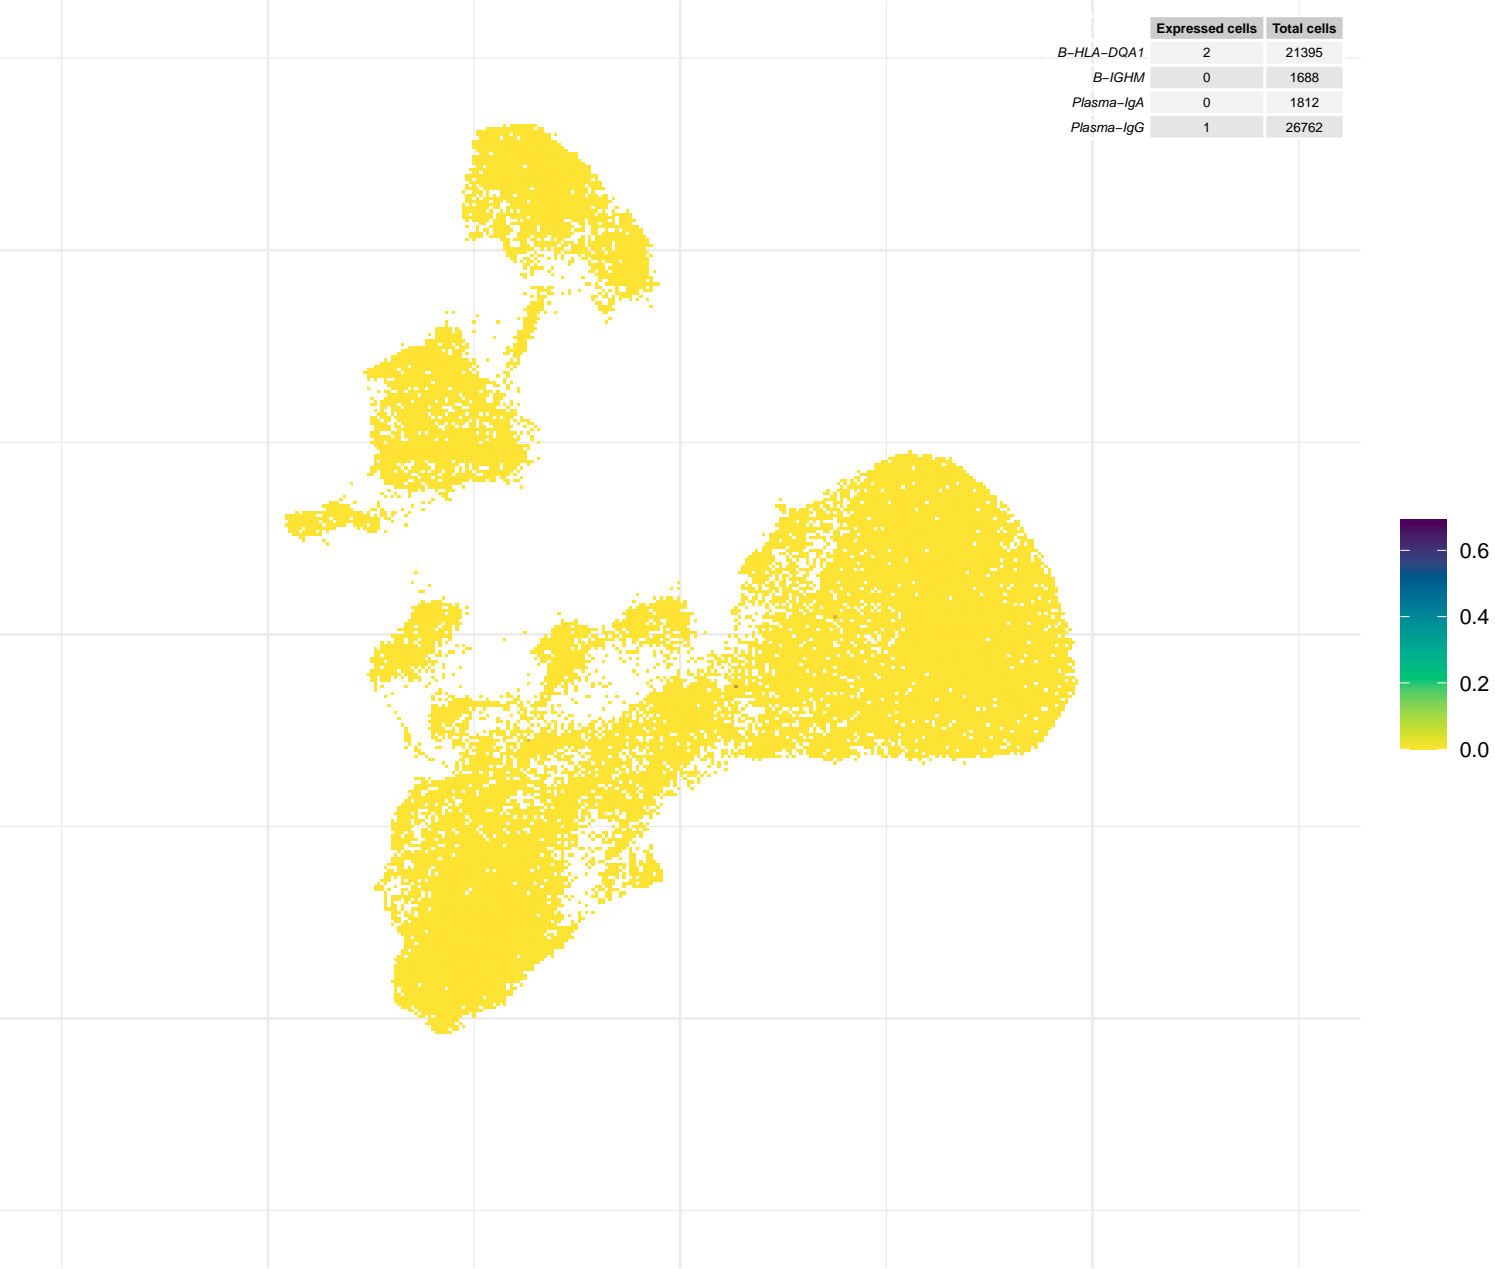 Expressed cells Total cells
B−HLA−DQA1 2 21395
B−IGHM 0 1688
Plasma−IgA 0 1812
Plasma−IgG 1 26762
0.6
0.4
0.2
0.0